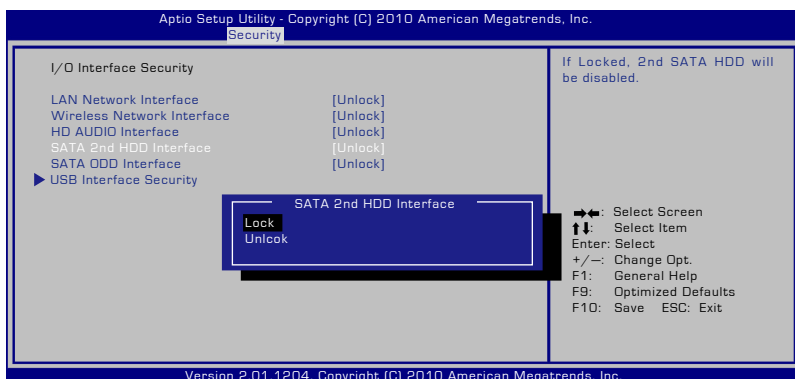 Aptio Setup Utility - Copyright (C) 2010 American Megatrends, Inc.
Security
I/O Interface Security
LAN Network Interface [Unlock]
Wireless Network Interface [Unlock]
HD AUDIO Interface [Unlock]
SATA 2nd HDD Interface [Unlock]
SATA ODD Interface [Unlock]
USB Interface Security
If Locked, 2nd SATA HDD will
be disabled.
SATA 2nd HDD Interface
Lock
Unlcok
→←: Select Screen
↑↓: Select Item
Enter: Select
+/—: Change Opt.
F1: General Help
F9: Optimized Defaults
F10: Save ESC: Exit
Version 2.01.1204. Copyright (C) 2010 American Megatrends, Inc.